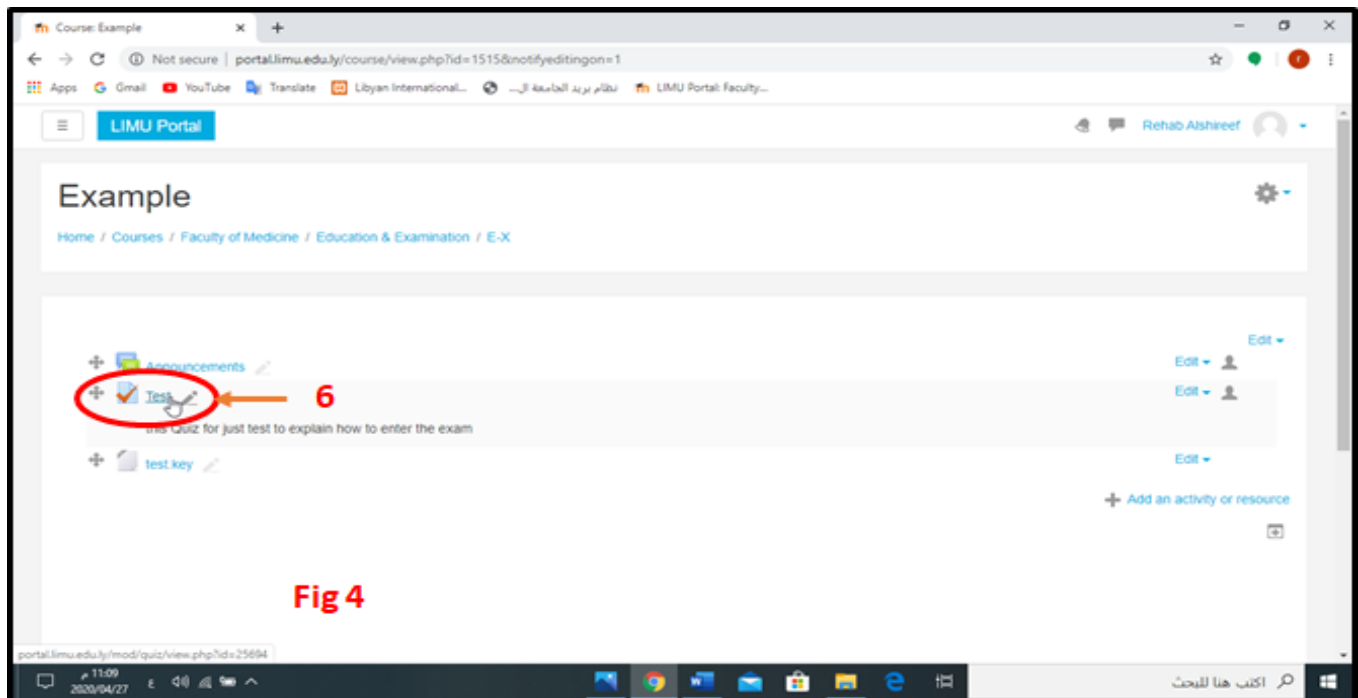 Course: Example
Not secure | portal.limu.edu.ly/course/view.php?id=1515&notifyeditingon=1
Apps Gmail YouTube Translate Libyan International... نظام بريد الجامعة ال... LIMU Portal: Faculty...
LIMU Portal
Rehab Alshireef
Example
Home / Courses / Faculty of Medicine / Education & Examination / E-X
Edit
Announcements
Edit
Test
6
Edit
this Quiz for just test to explain how to enter the exam
test.key
Edit
Add an activity or resource
Fig 4
portal.limu.edu.ly/mod/quiz/view.php?id=25694
11:09 م
2020/04/27
ع
اكتب هنا للبحث